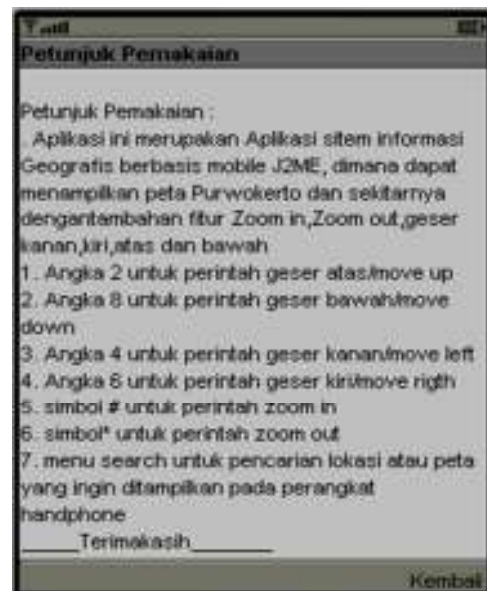 Petunjuk Pemakaian
Petunjuk Pemakaian :
. Aplikasi ini merupakan Aplikasi sitem informasi
Geografis berbasis mobile J2ME, dimana dapat
menampilkan peta Purwokerto dan sekitarnya
dengantambahan fitur Zoom in,Zoom out,geser
kanan,kiri,atas dan bawah
1. Angka 2 untuk perintah geser atas/move up
2. Angka 8 untuk perintah geser bawah/move
down
3. Angka 4 untuk perintah geser kanan/move left
4. Angka 6 untuk perintah geser kiri/move rigth
5. simbol # untuk perintah zoom in
6. simbol* untuk perintah zoom out
7. menu search untuk pencarian lokasi atau peta
yang ingin ditampilkan pada perangkat
handphone
_____Terimakasih_______
Kembali